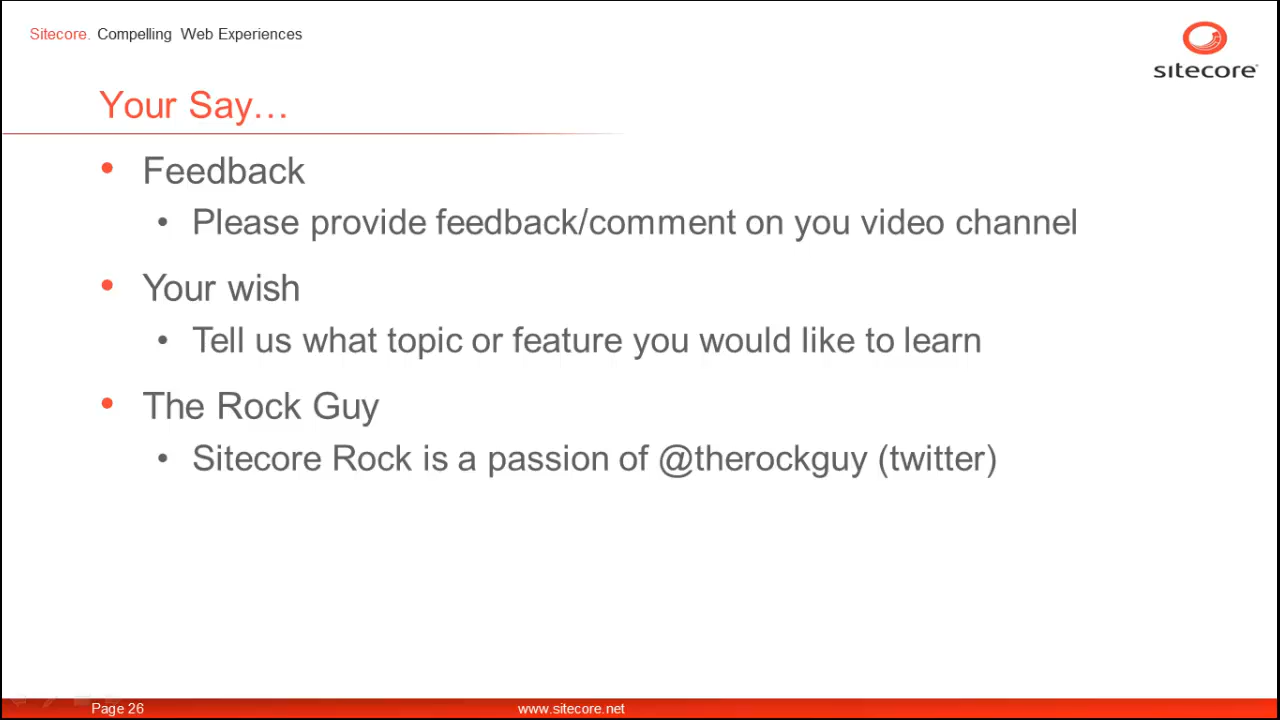 Sitecore. Compelling Web Experiences
sitecore
Your Say…
• Feedback
• Please provide feedback/comment on you video channel
• Your wish
• Tell us what topic or feature you would like to learn
• The Rock Guy
• Sitecore Rock is a passion of @therockguy (twitter)
Page 26
www.sitecore.net